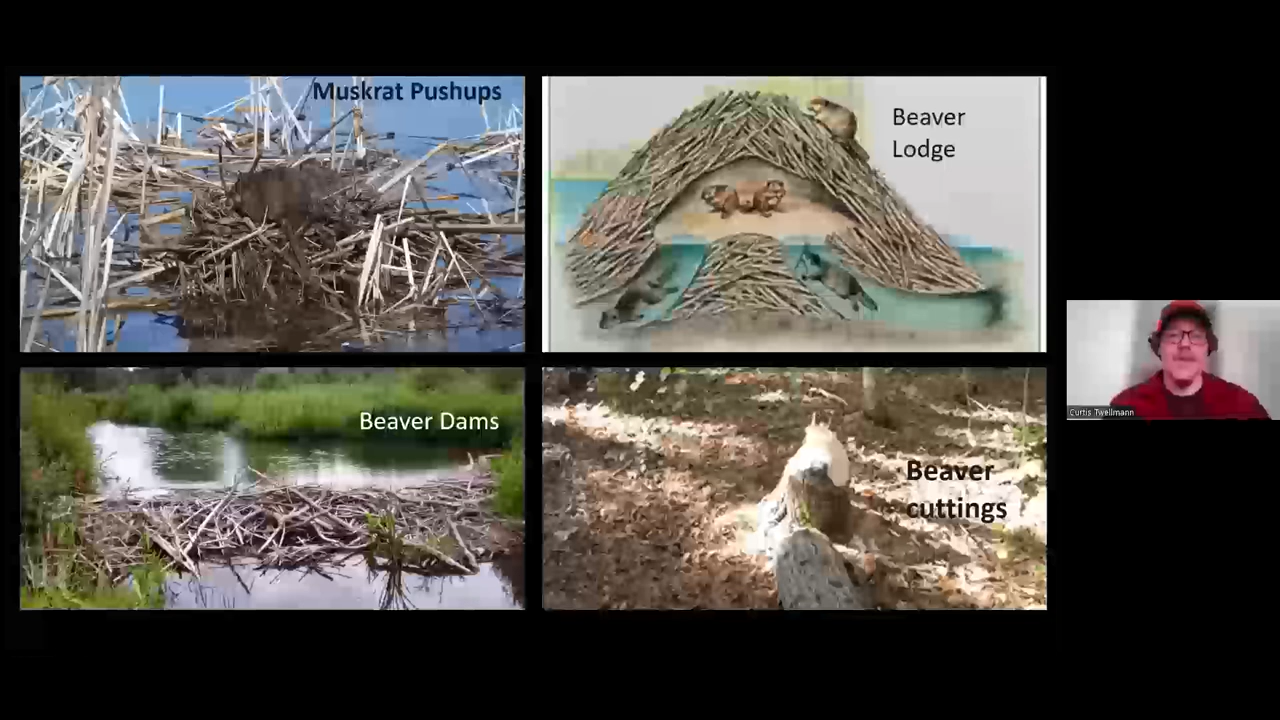 Muskrat Pushups
Beaver
Lodge
Beaver Dams
Beaver
cuttings
Curtis Twellmann